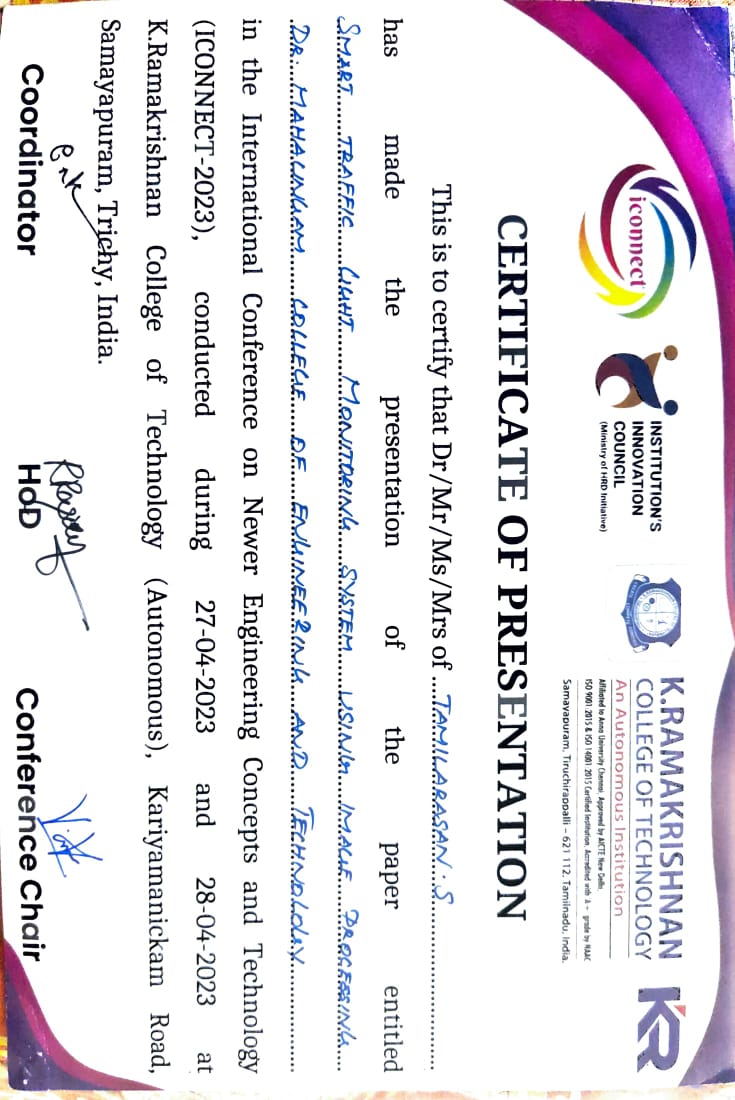 iconnect
INSTITUTION'S
INNOVATION
COUNCIL
(Ministry of HRD Initiative)
K.RAMAKRISHNAN
COLLEGE OF TECHNOLOGY
An Autonomous Institution
Affiliated to Anna University Chennai, Approved by AICTE New Delhi,
ISO 9001:2015 & ISO 14001:2015 Certified Institution, Accredited with 'A+' grade by NAAC
Samayapuram, Tiruchirappalli – 621 112, Tamilnadu, India.
KR
CERTIFICATE OF PRESENTATION
This is to certify that Dr/Mr/Ms/Mrs of ....TAMILARASAN.S
has made the presentation of the paper entitled
SMART TRAFFIC LIGHT MONITORING SYSTEM USING IMAGE PROCESSING
DR. MAHALINGAM COLLEGE OF ENGINEERING AND TECHNOLOGY
in the International Conference on Newer Engineering Concepts and Technology
(ICONNECT-2023), conducted during 27-04-2023 and 28-04-2023 at
K.Ramakrishnan College of Technology (Autonomous), Kariyamanickam Road,
Samayapuram, Trichy, India.
Coordinator
HoD
Conference Chair